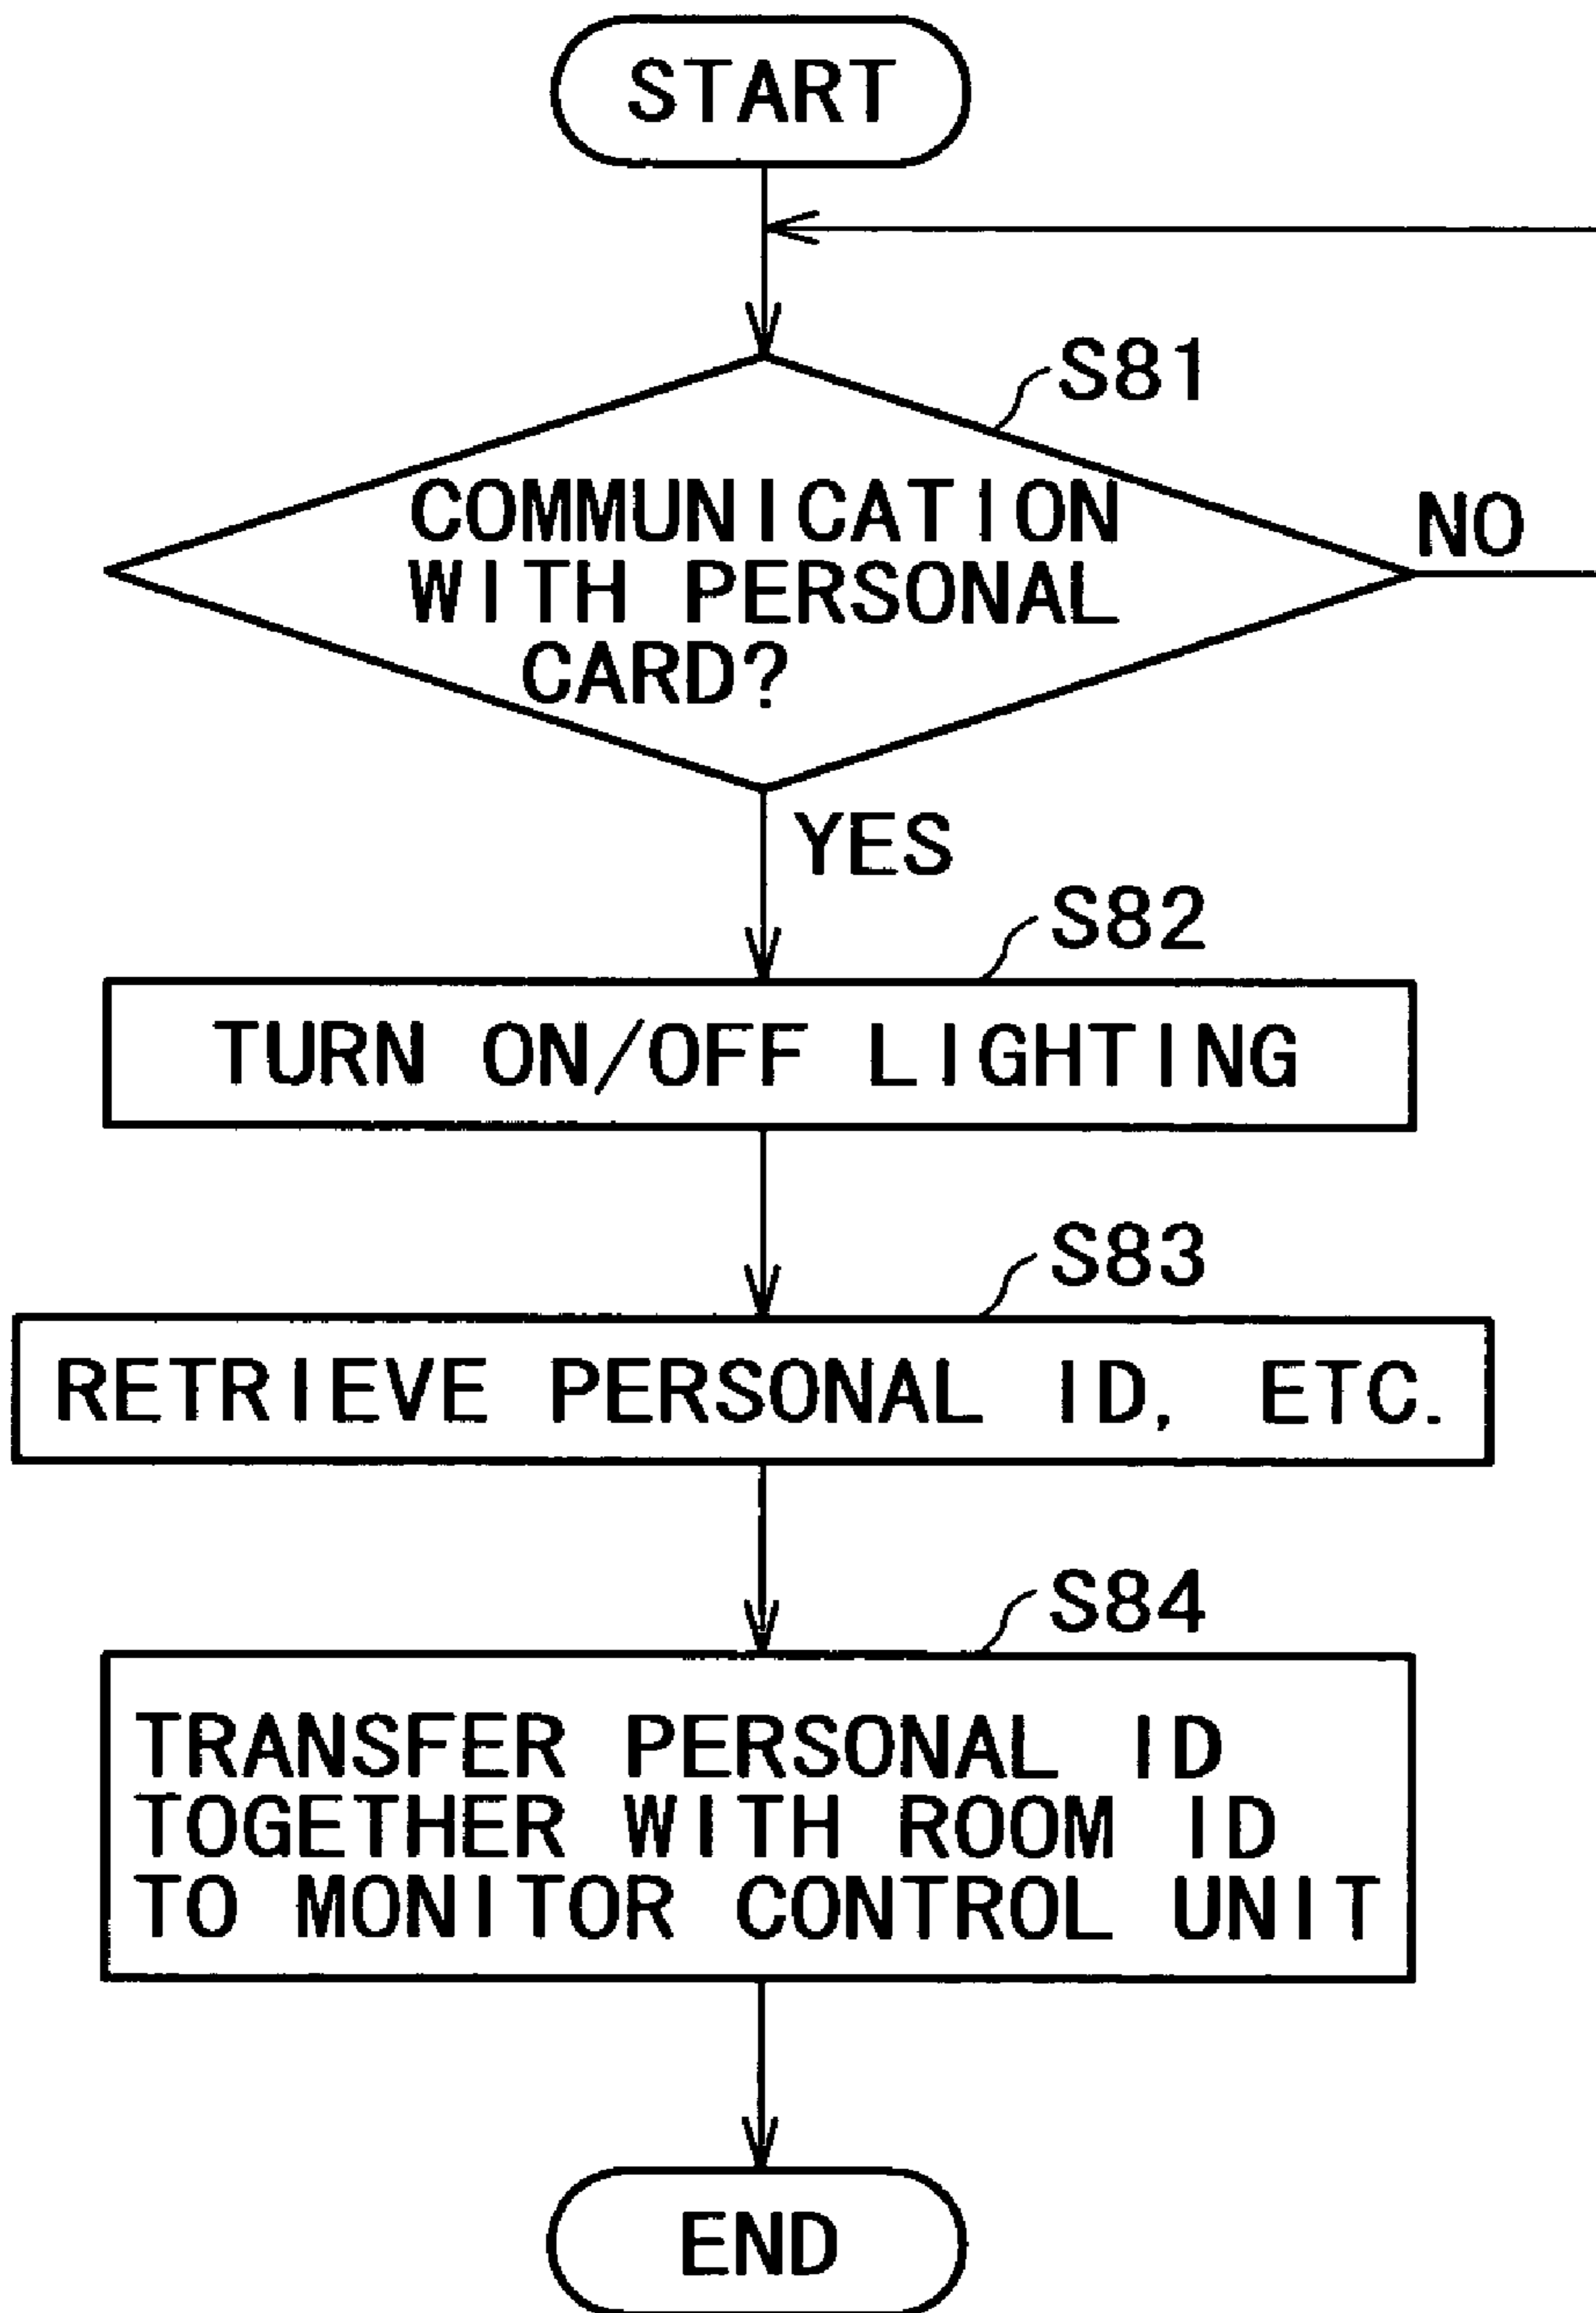 START
S81
COMMUNICATION
WITH PERSONAL
CARD?
NO
YES
S82
TURN ON/OFF LIGHTING
S83
RETRIEVE PERSONAL ID, ETC.
S84
TRANSFER PERSONAL ID
TOGETHER WITH ROOM ID
TO MONITOR CONTROL UNIT
END